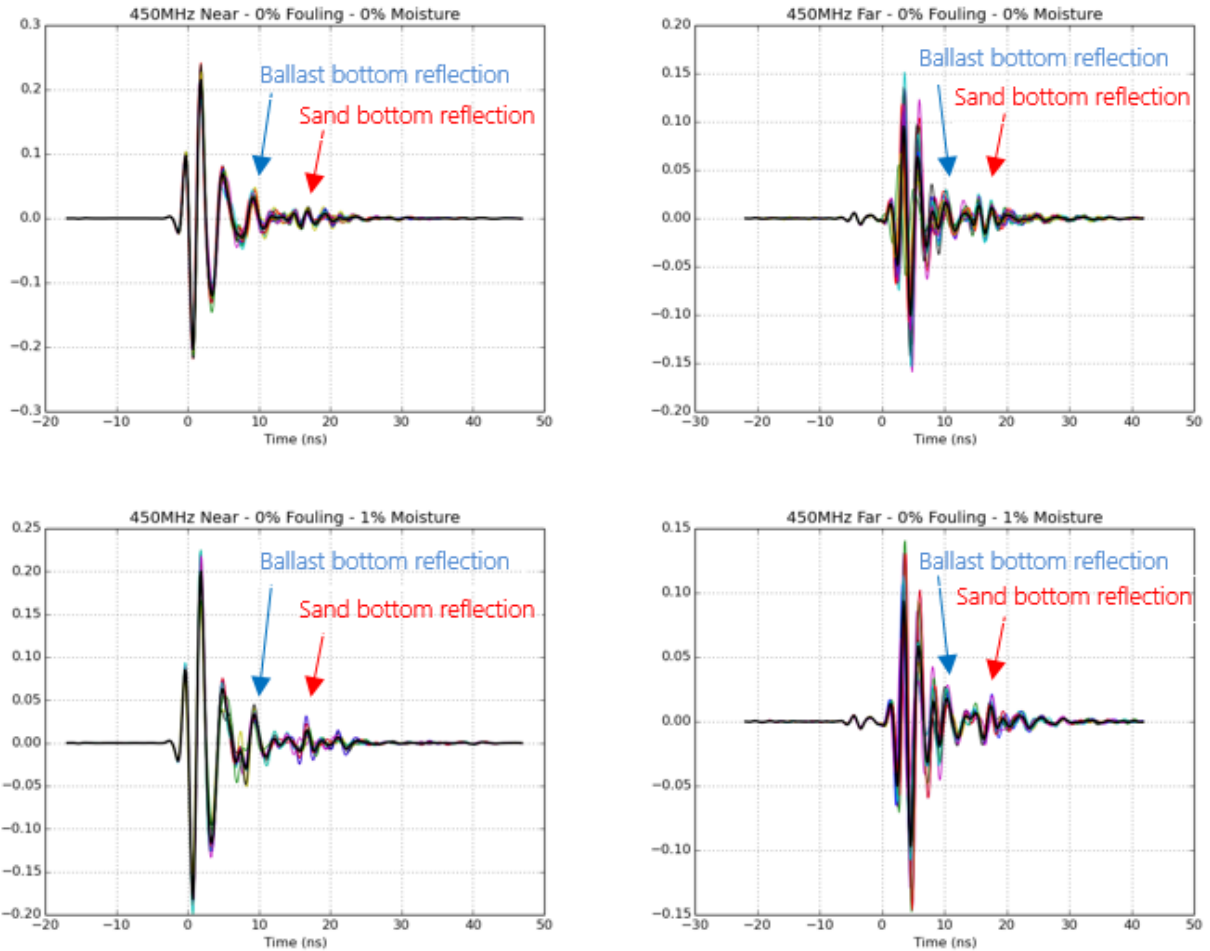 450MHz Near - 0% Fouling - 0% Moisture
0.3
0.2
0.1
0.0
−0.1
−0.2
−0.3
Ballast bottom reflection
Sand bottom reflection
−20 −10 0 10 20 30 40 50
Time (ns)
450MHz Far - 0% Fouling - 0% Moisture
0.20
0.15
0.10
0.05
0.00
−0.05
−0.10
−0.15
−0.20
Ballast bottom reflection
Sand bottom reflection
−30 −20 −10 0 10 20 30 40 50
Time (ns)
450MHz Near - 0% Fouling - 1% Moisture
0.25
0.20
0.15
0.10
0.05
0.00
−0.05
−0.10
−0.15
−0.20
Ballast bottom reflection
Sand bottom reflection
−20 −10 0 10 20 30 40 50
Time (ns)
450MHz Far - 0% Fouling - 1% Moisture
0.15
0.10
0.05
0.00
−0.05
−0.10
−0.15
Ballast bottom reflection
Sand bottom reflection
−30 −20 −10 0 10 20 30 40 50
Time (ns)